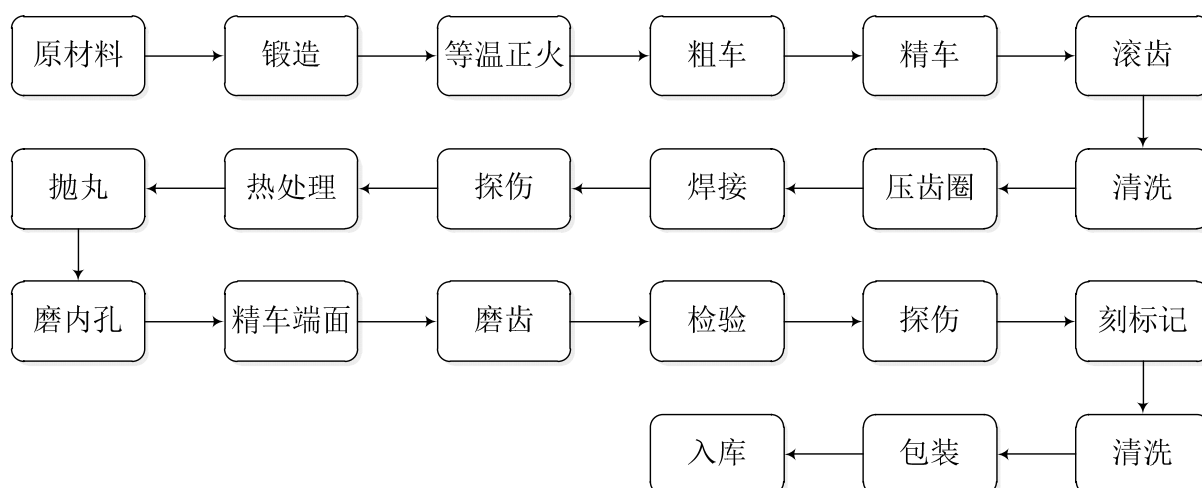 原材料 锻造 等温正火 粗车 精车 滚齿
抛丸 热处理 探伤 焊接 压齿圈 清洗
磨内孔 精车端面 磨齿 检验 探伤 刻标记
入库 包装 清洗